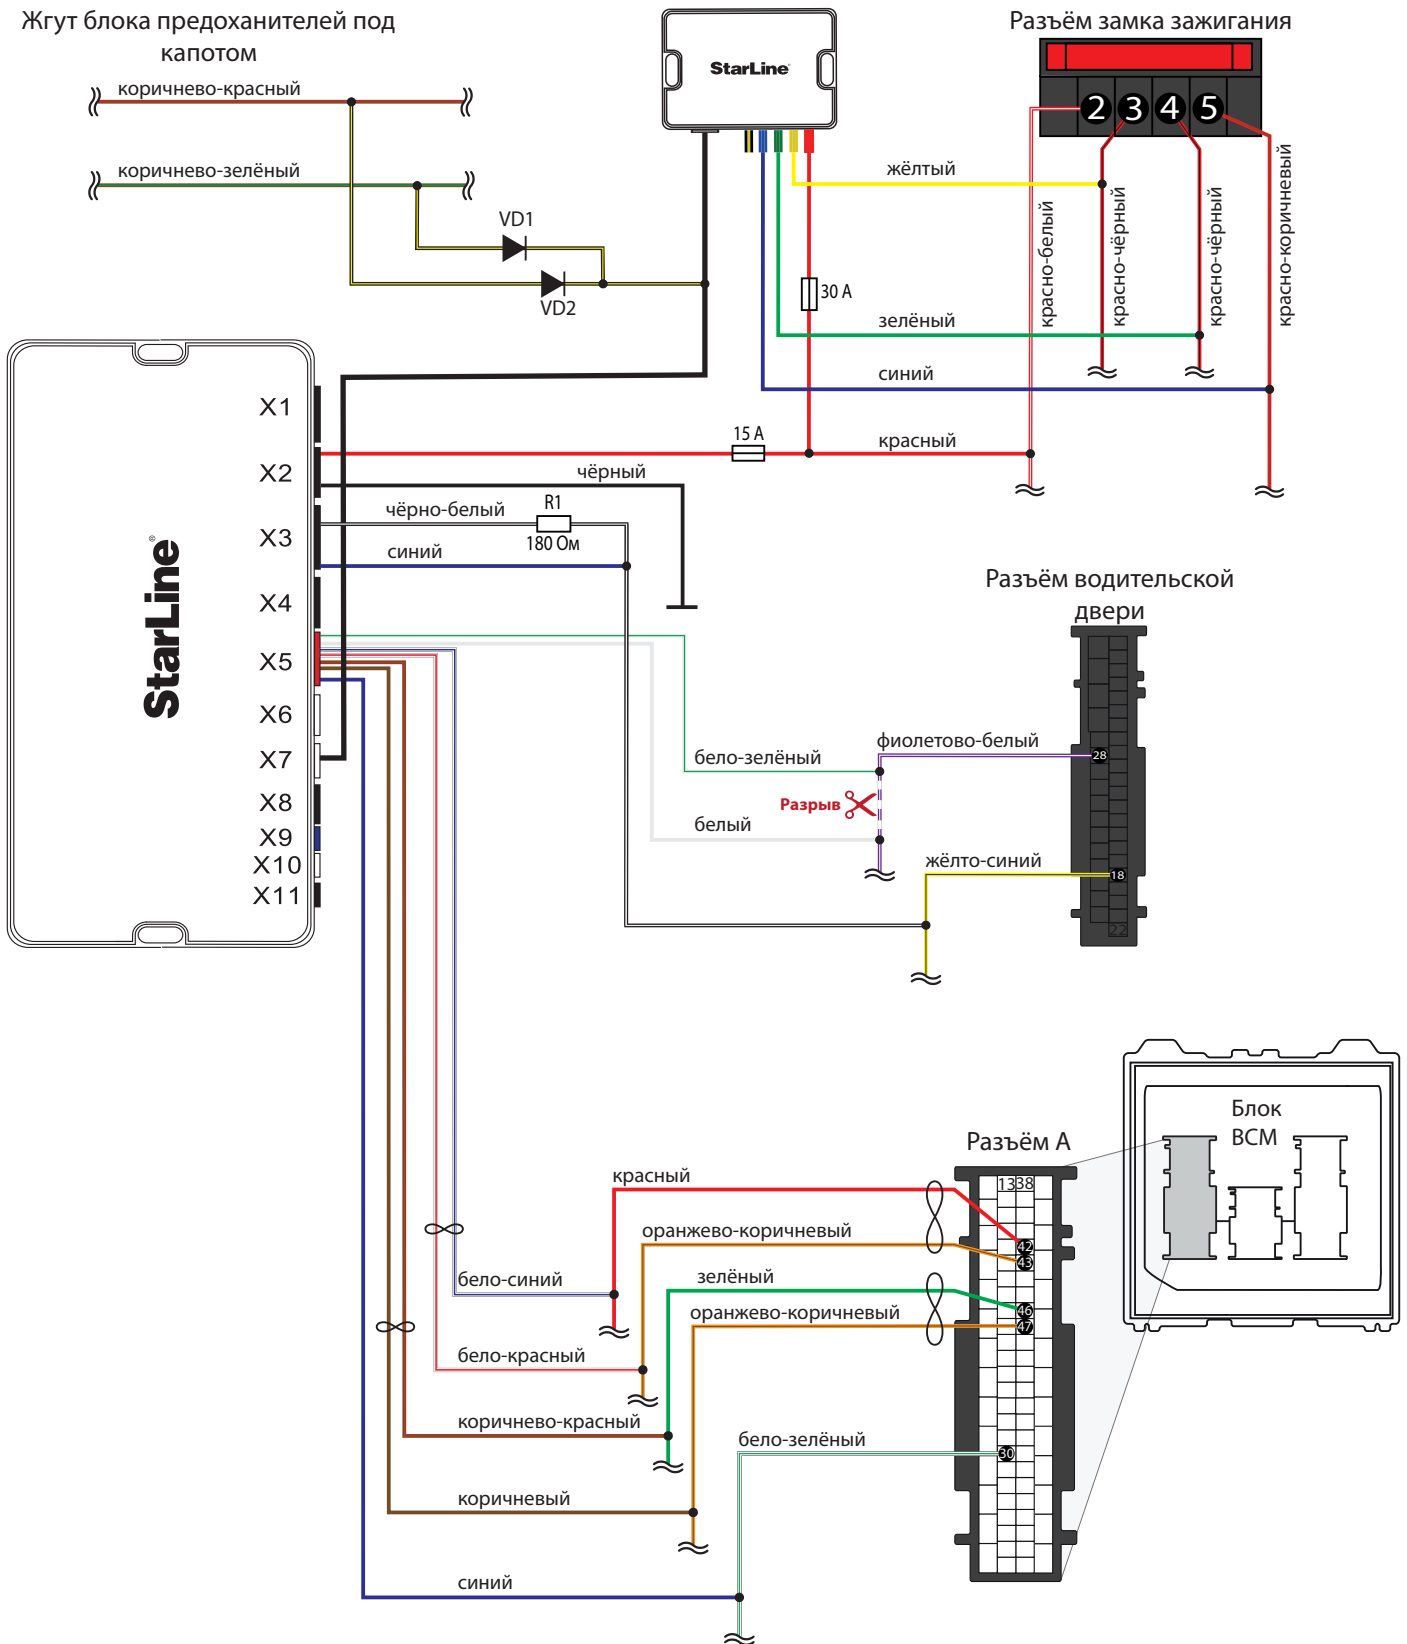 Жгут блока предоханителей под
капотом
коричнево-красный
коричнево-зелёный
VD1
VD2
StarLine
Разъём замка зажигания
2 3 4 5
жёлтый
30 А
зелёный
синий
красно-белый
красно-чёрный
красно-чёрный
красно-коричневый
15 А
красный
чёрный
чёрно-белый
R1
180 Ом
синий
StarLine®
X1
X2
X3
X4
X5
X6
X7
X8
X9
X10
X11
Разъём водительской
двери
28
18
22
фиолетово-белый
бело-зелёный
Разрыв
белый
жёлто-синий
Блок
BCM
Разъём А
13 38
42
43
46
47
30
красный
оранжево-коричневый
бело-синий
зелёный
оранжево-коричневый
бело-красный
коричнево-красный
бело-зелёный
коричневый
синий